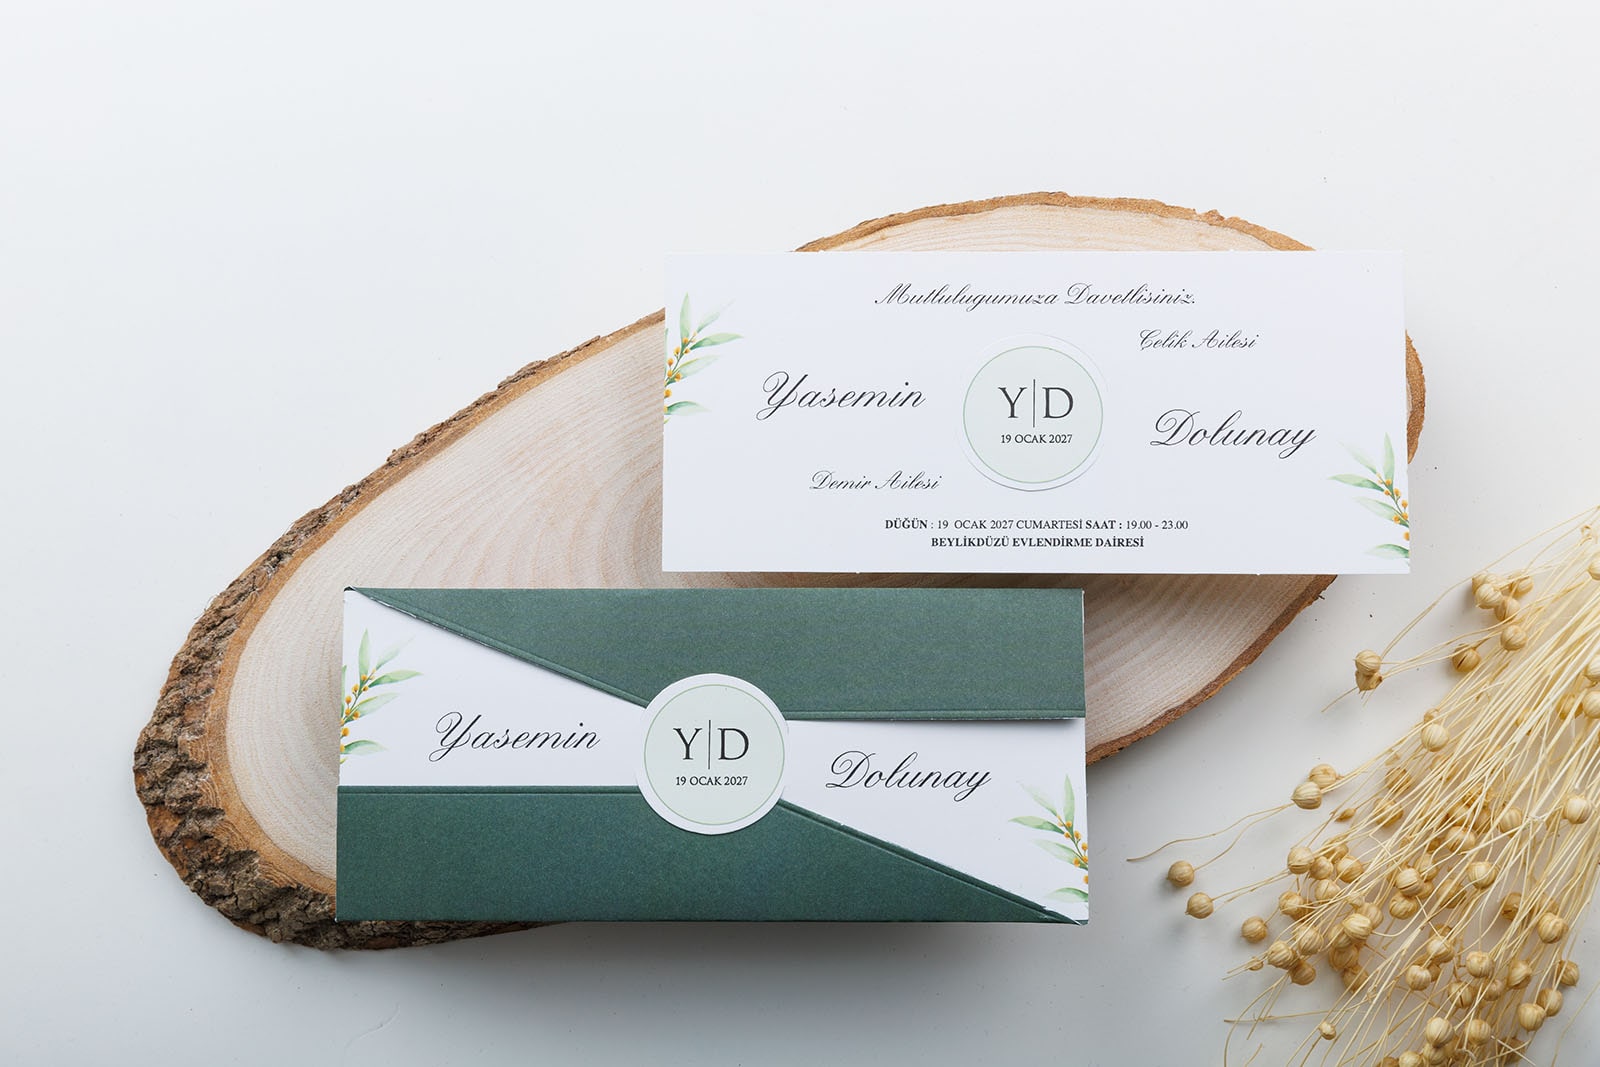 Mutlulugumuza Davetlisiniz.
Çelik Ailesi
Yasemin
Y|D
19 OCAK 2027
Dolunay
Demir Ailesi
DÜĞÜN : 19 OCAK 2027 CUMARTESİ SAAT : 19.00 - 23.00
BEYLİKDÜZÜ EVLENDİRME DAİRESİ
Yasemin
Y|D
19 OCAK 2027
Dolunay